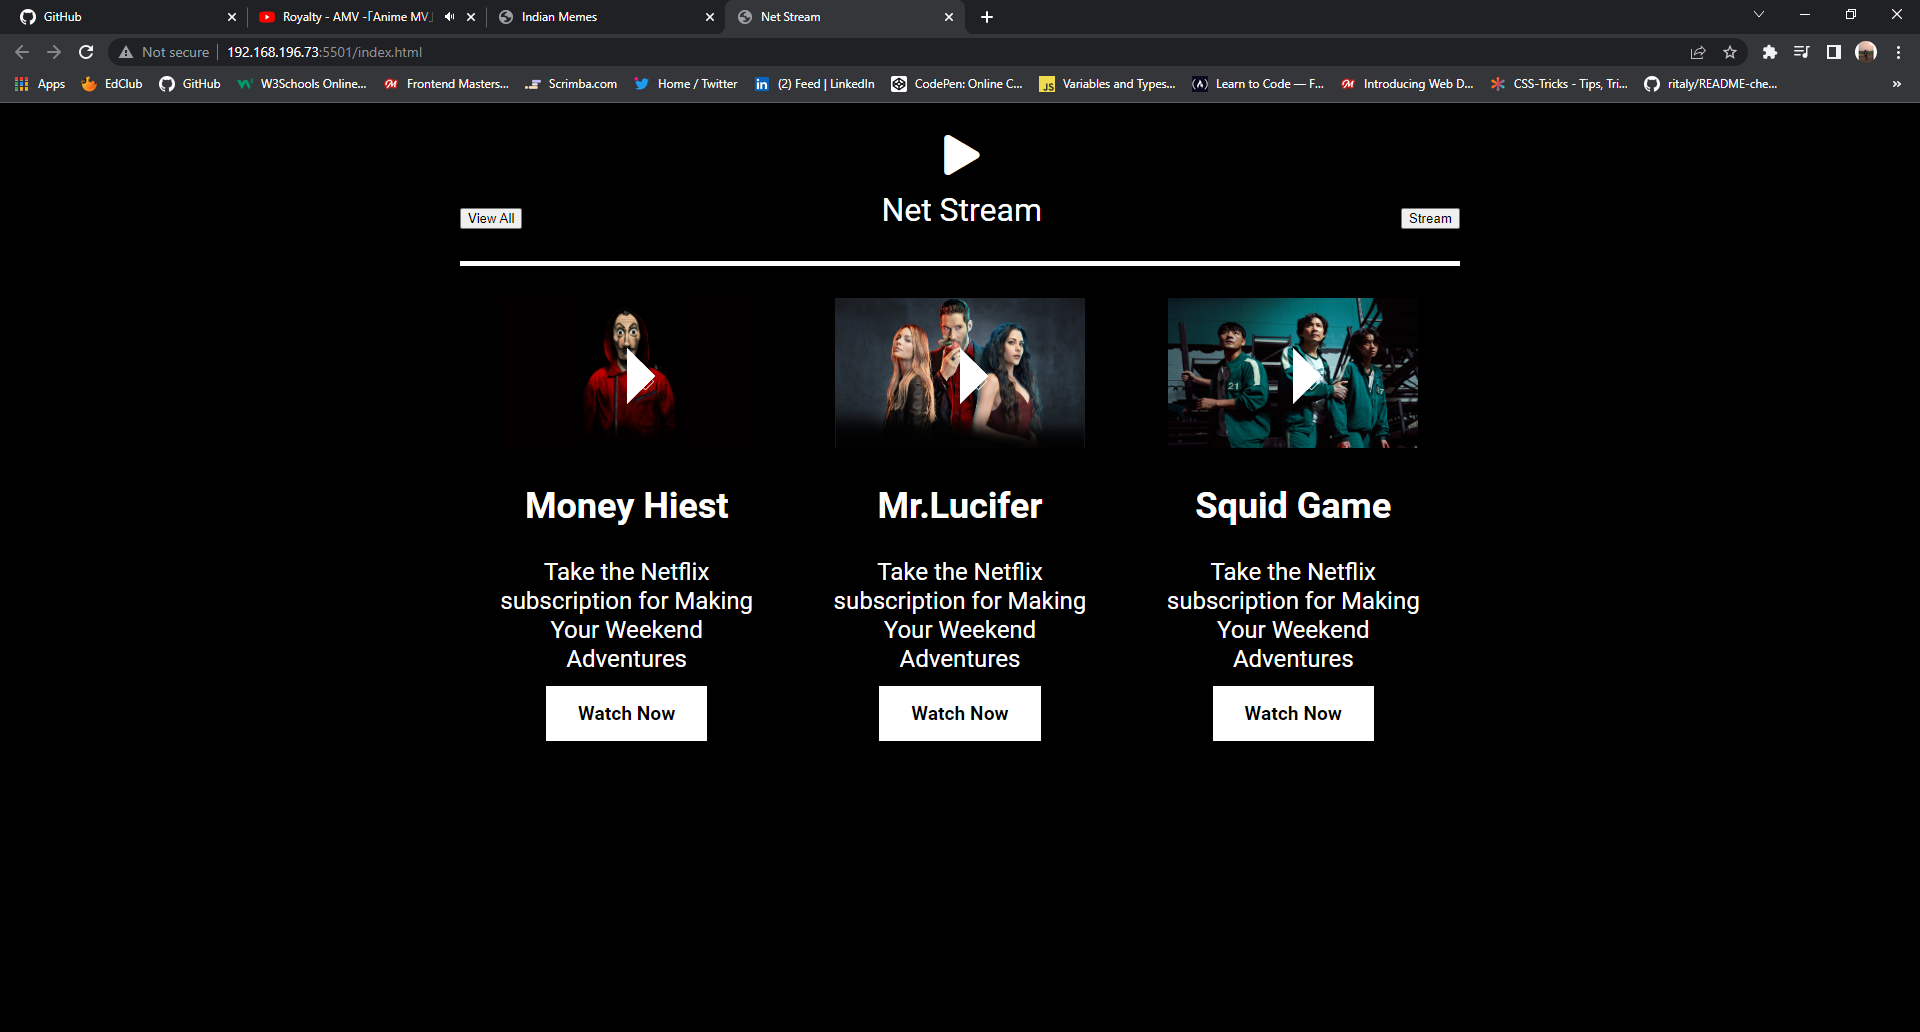 GitHub
Royalty - AMV -「Anime MV」
Indian Memes
Net Stream
Not secure
192.168.196.73:5501/index.html
Apps
EdClub
GitHub
W3Schools Online...
Frontend Masters...
Scrimba.com
Home / Twitter
(2) Feed | LinkedIn
CodePen: Online C...
Variables and Types...
Learn to Code — F...
Introducing Web D...
CSS-Tricks - Tips, Tri...
ritaly/README-che...
Net Stream
View All
Stream
Money Hiest
Mr.Lucifer
Squid Game
Take the Netflix
subscription for Making
Your Weekend
Adventures
Take the Netflix
subscription for Making
Your Weekend
Adventures
Take the Netflix
subscription for Making
Your Weekend
Adventures
Watch Now
Watch Now
Watch Now